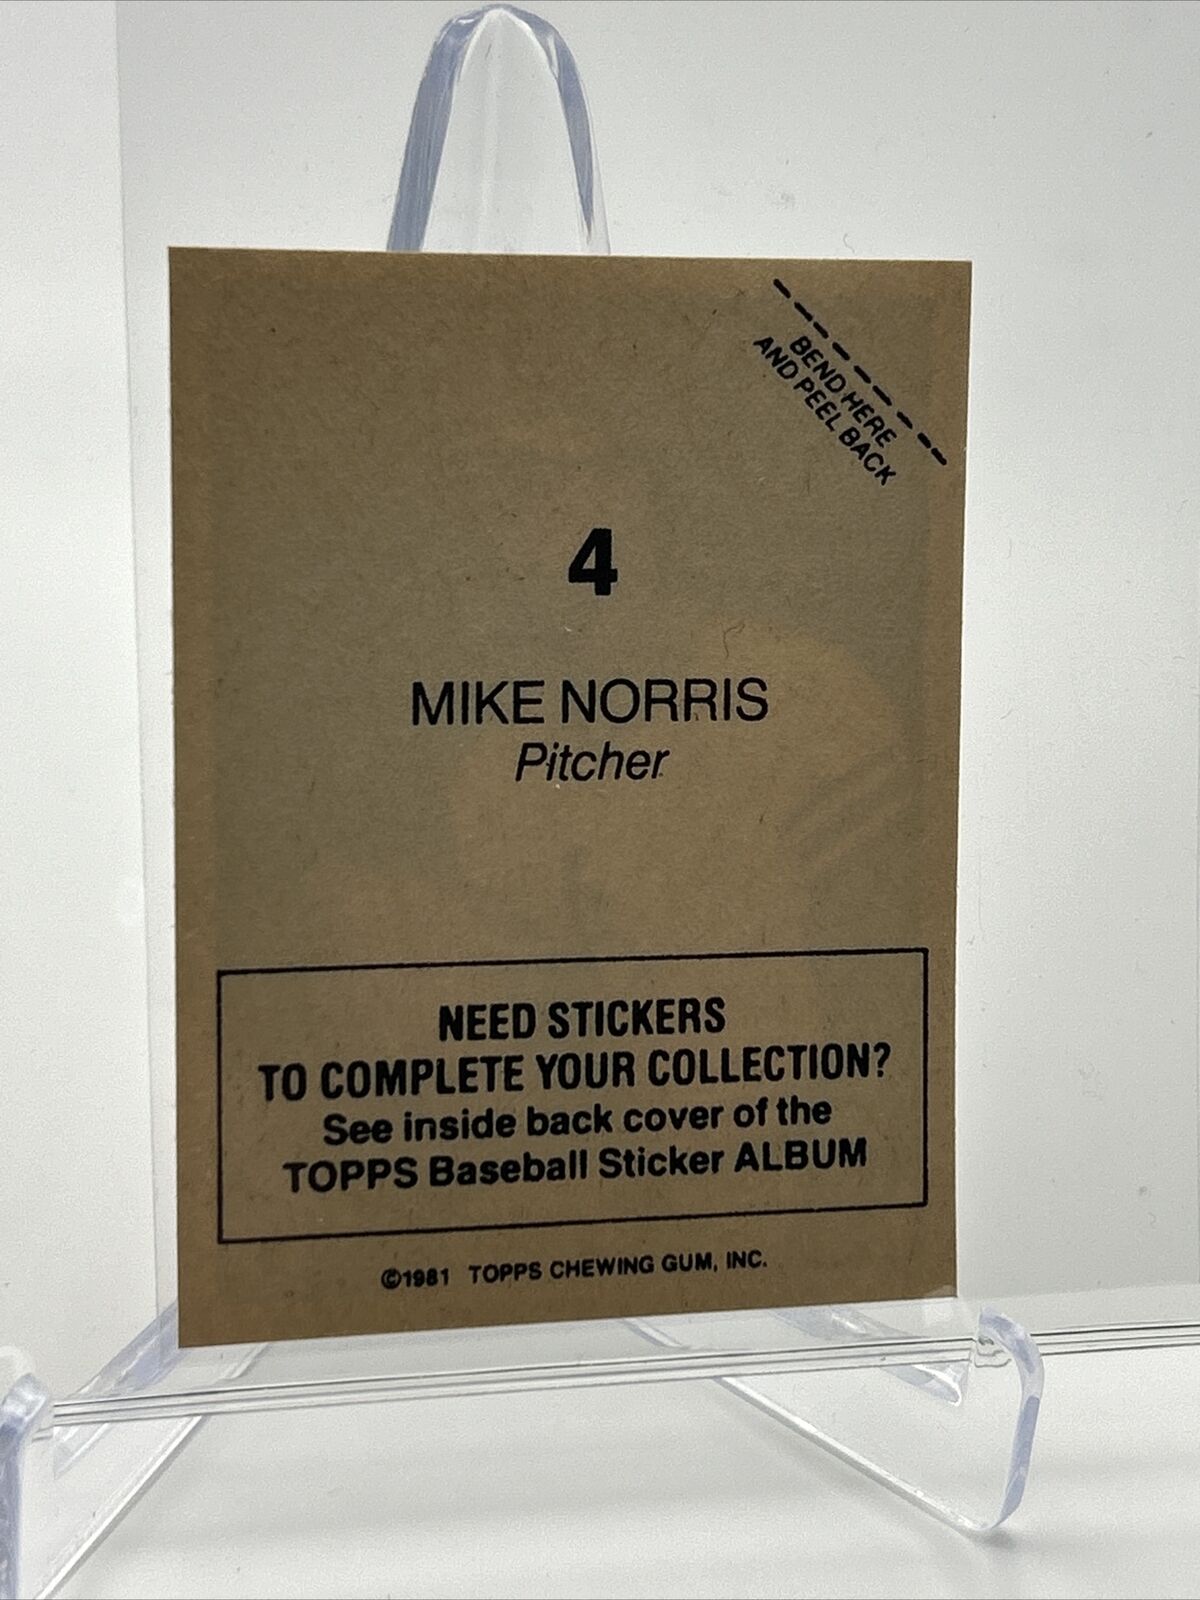 BEND HERE
AND PEEL BACK
4
MIKE NORRIS
Pitcher
NEED STICKERS
TO COMPLETE YOUR COLLECTION?
See inside back cover of the
TOPPS Baseball Sticker ALBUM
©1981 TOPPS CHEWING GUM, INC.